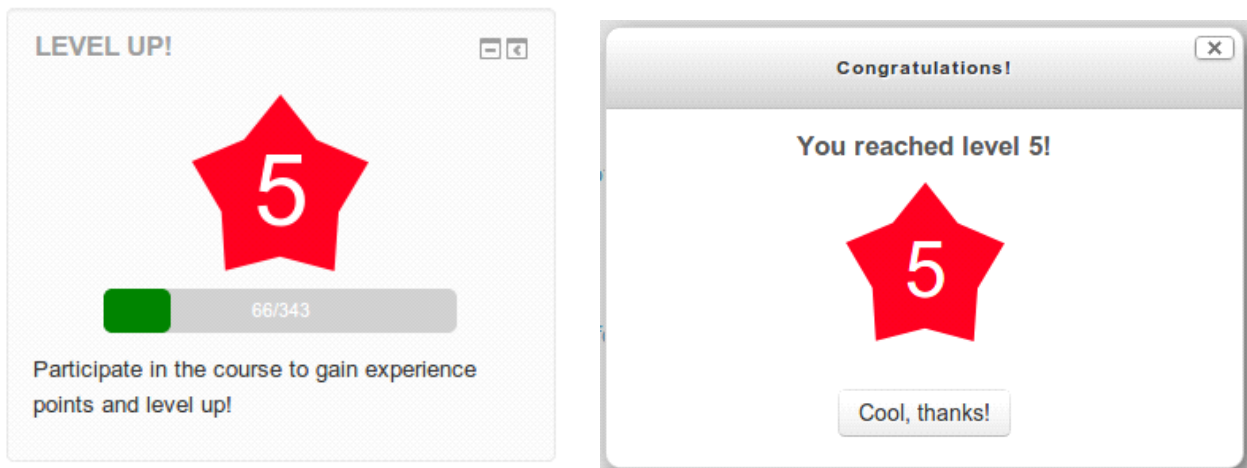 LEVEL UP!
5
66/343
Participate in the course to gain experience
points and level up!
Congratulations!
You reached level 5!
5
Cool, thanks!